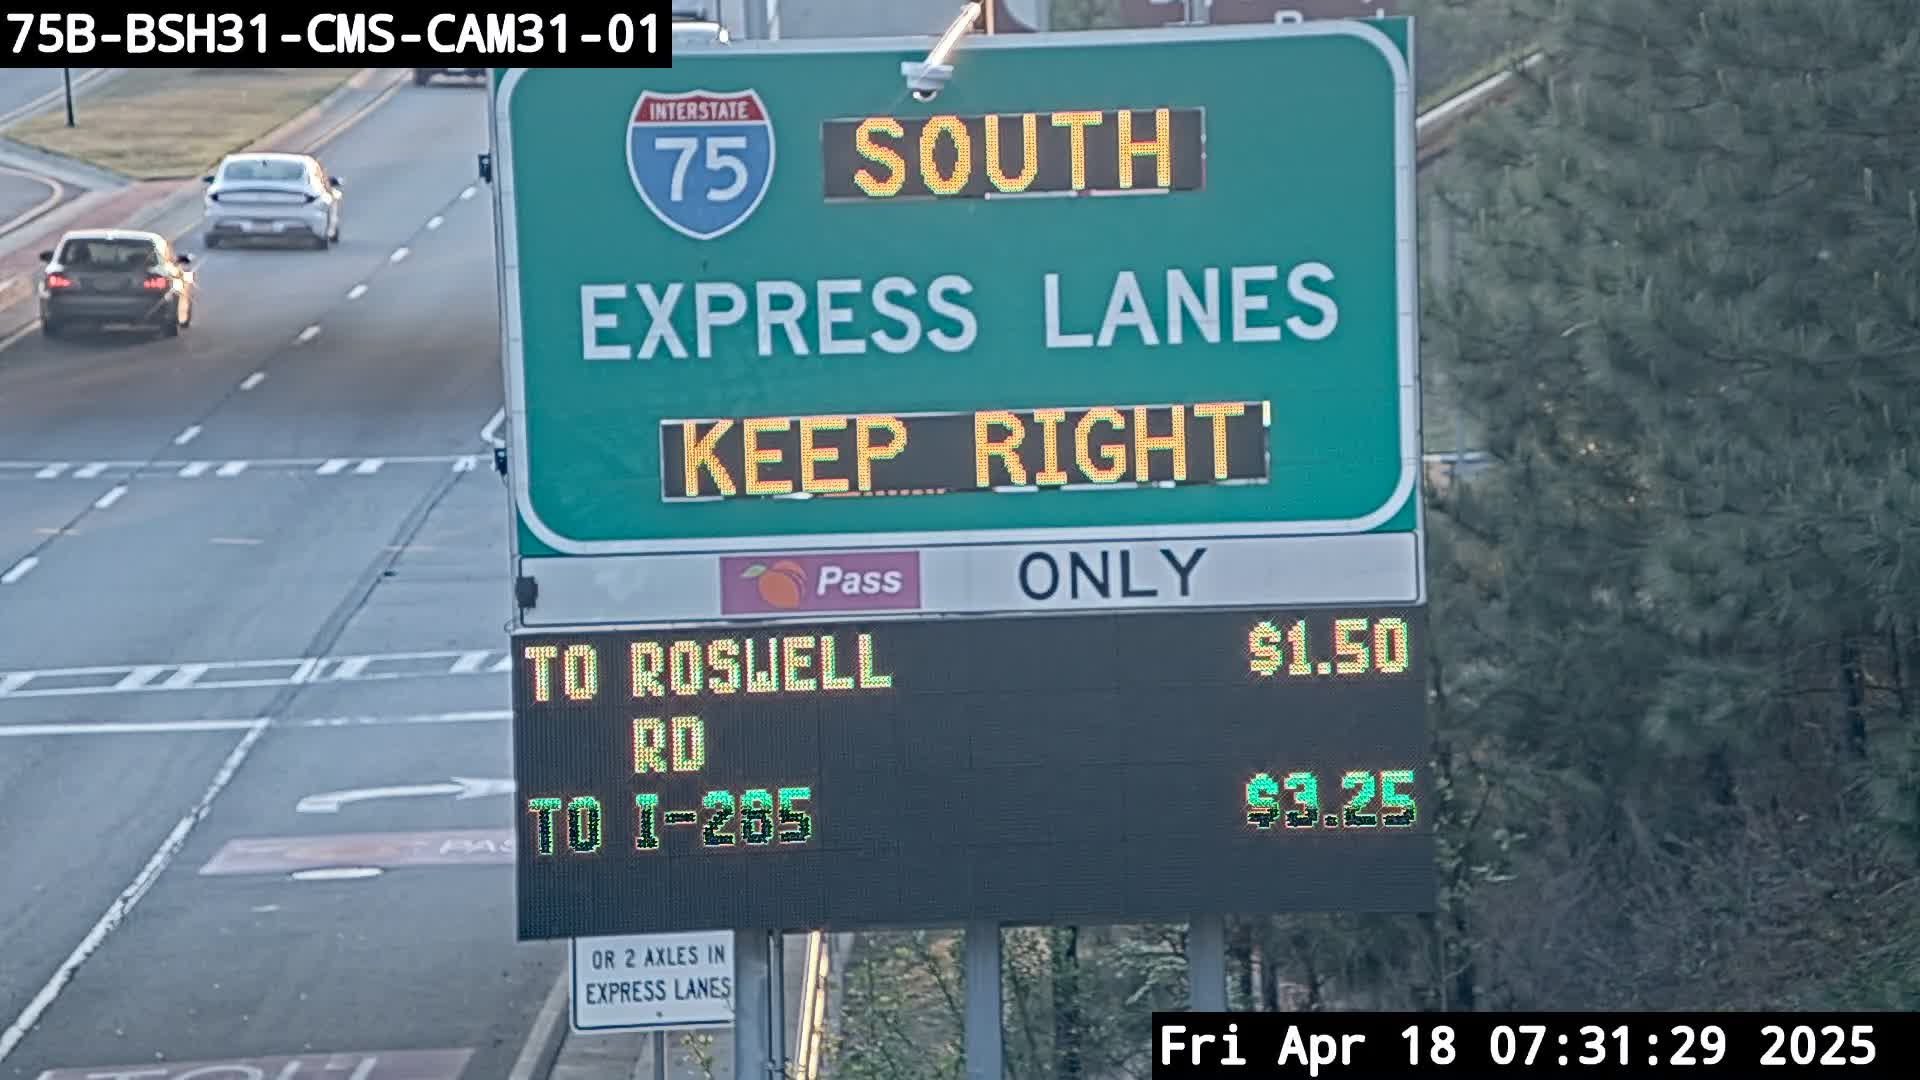 75B-BSH31-CMS-CAM31-01
INTERSTATE
75
SOUTH
EXPRESS LANES
KEEP RIGHT
Pass ONLY
TO ROSWELL $1.50
RD
TO I-285 $3.25
OR 2 AXLES IN
EXPRESS LANES
Fri Apr 18 07:31:29 2025